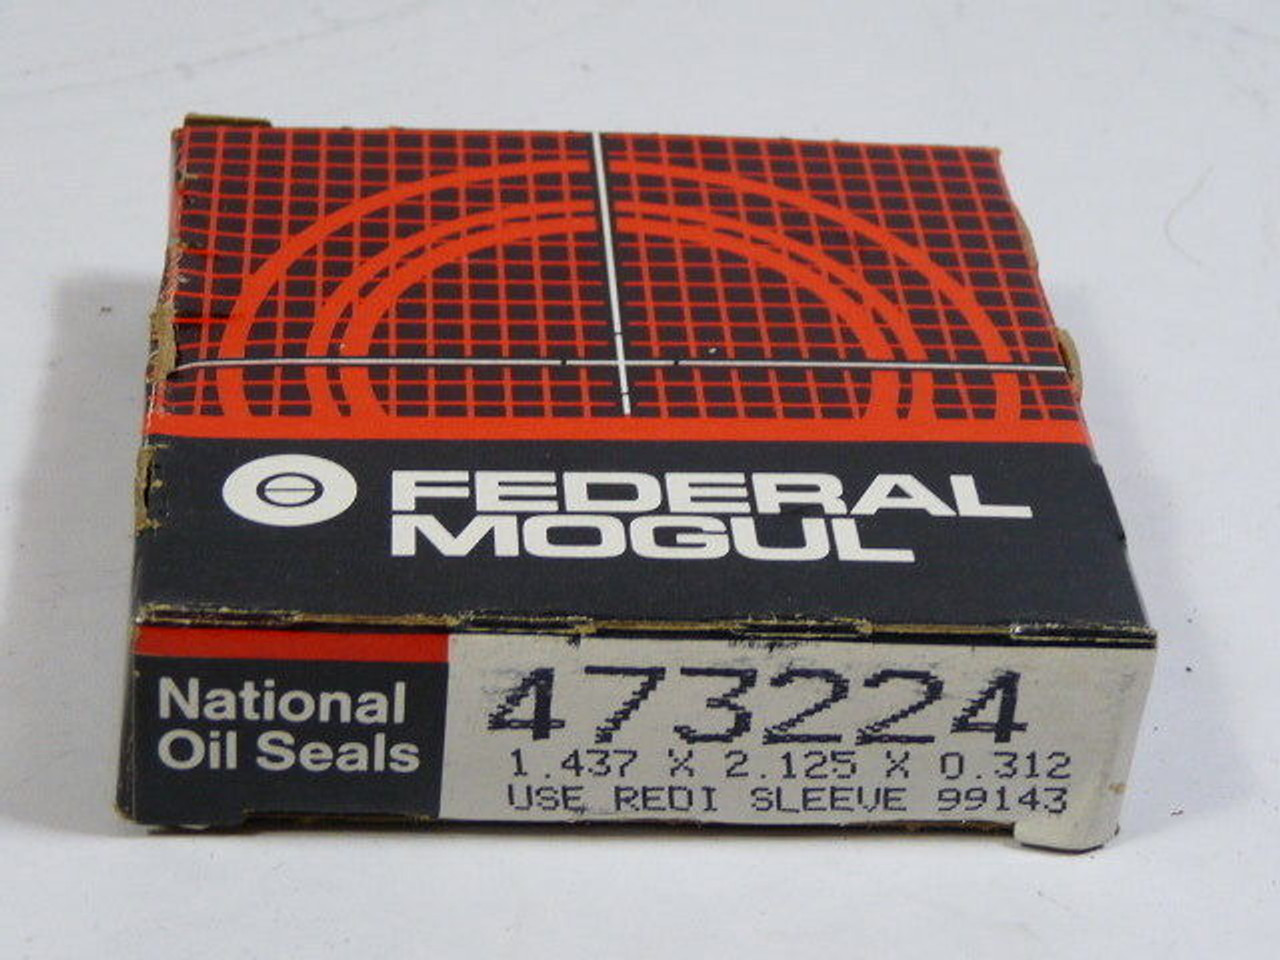 FEDERAL
MOGUL
National
Oil Seals
473224
1.437 X 2.125 X 0.312
USE REDI SLEEVE 99143